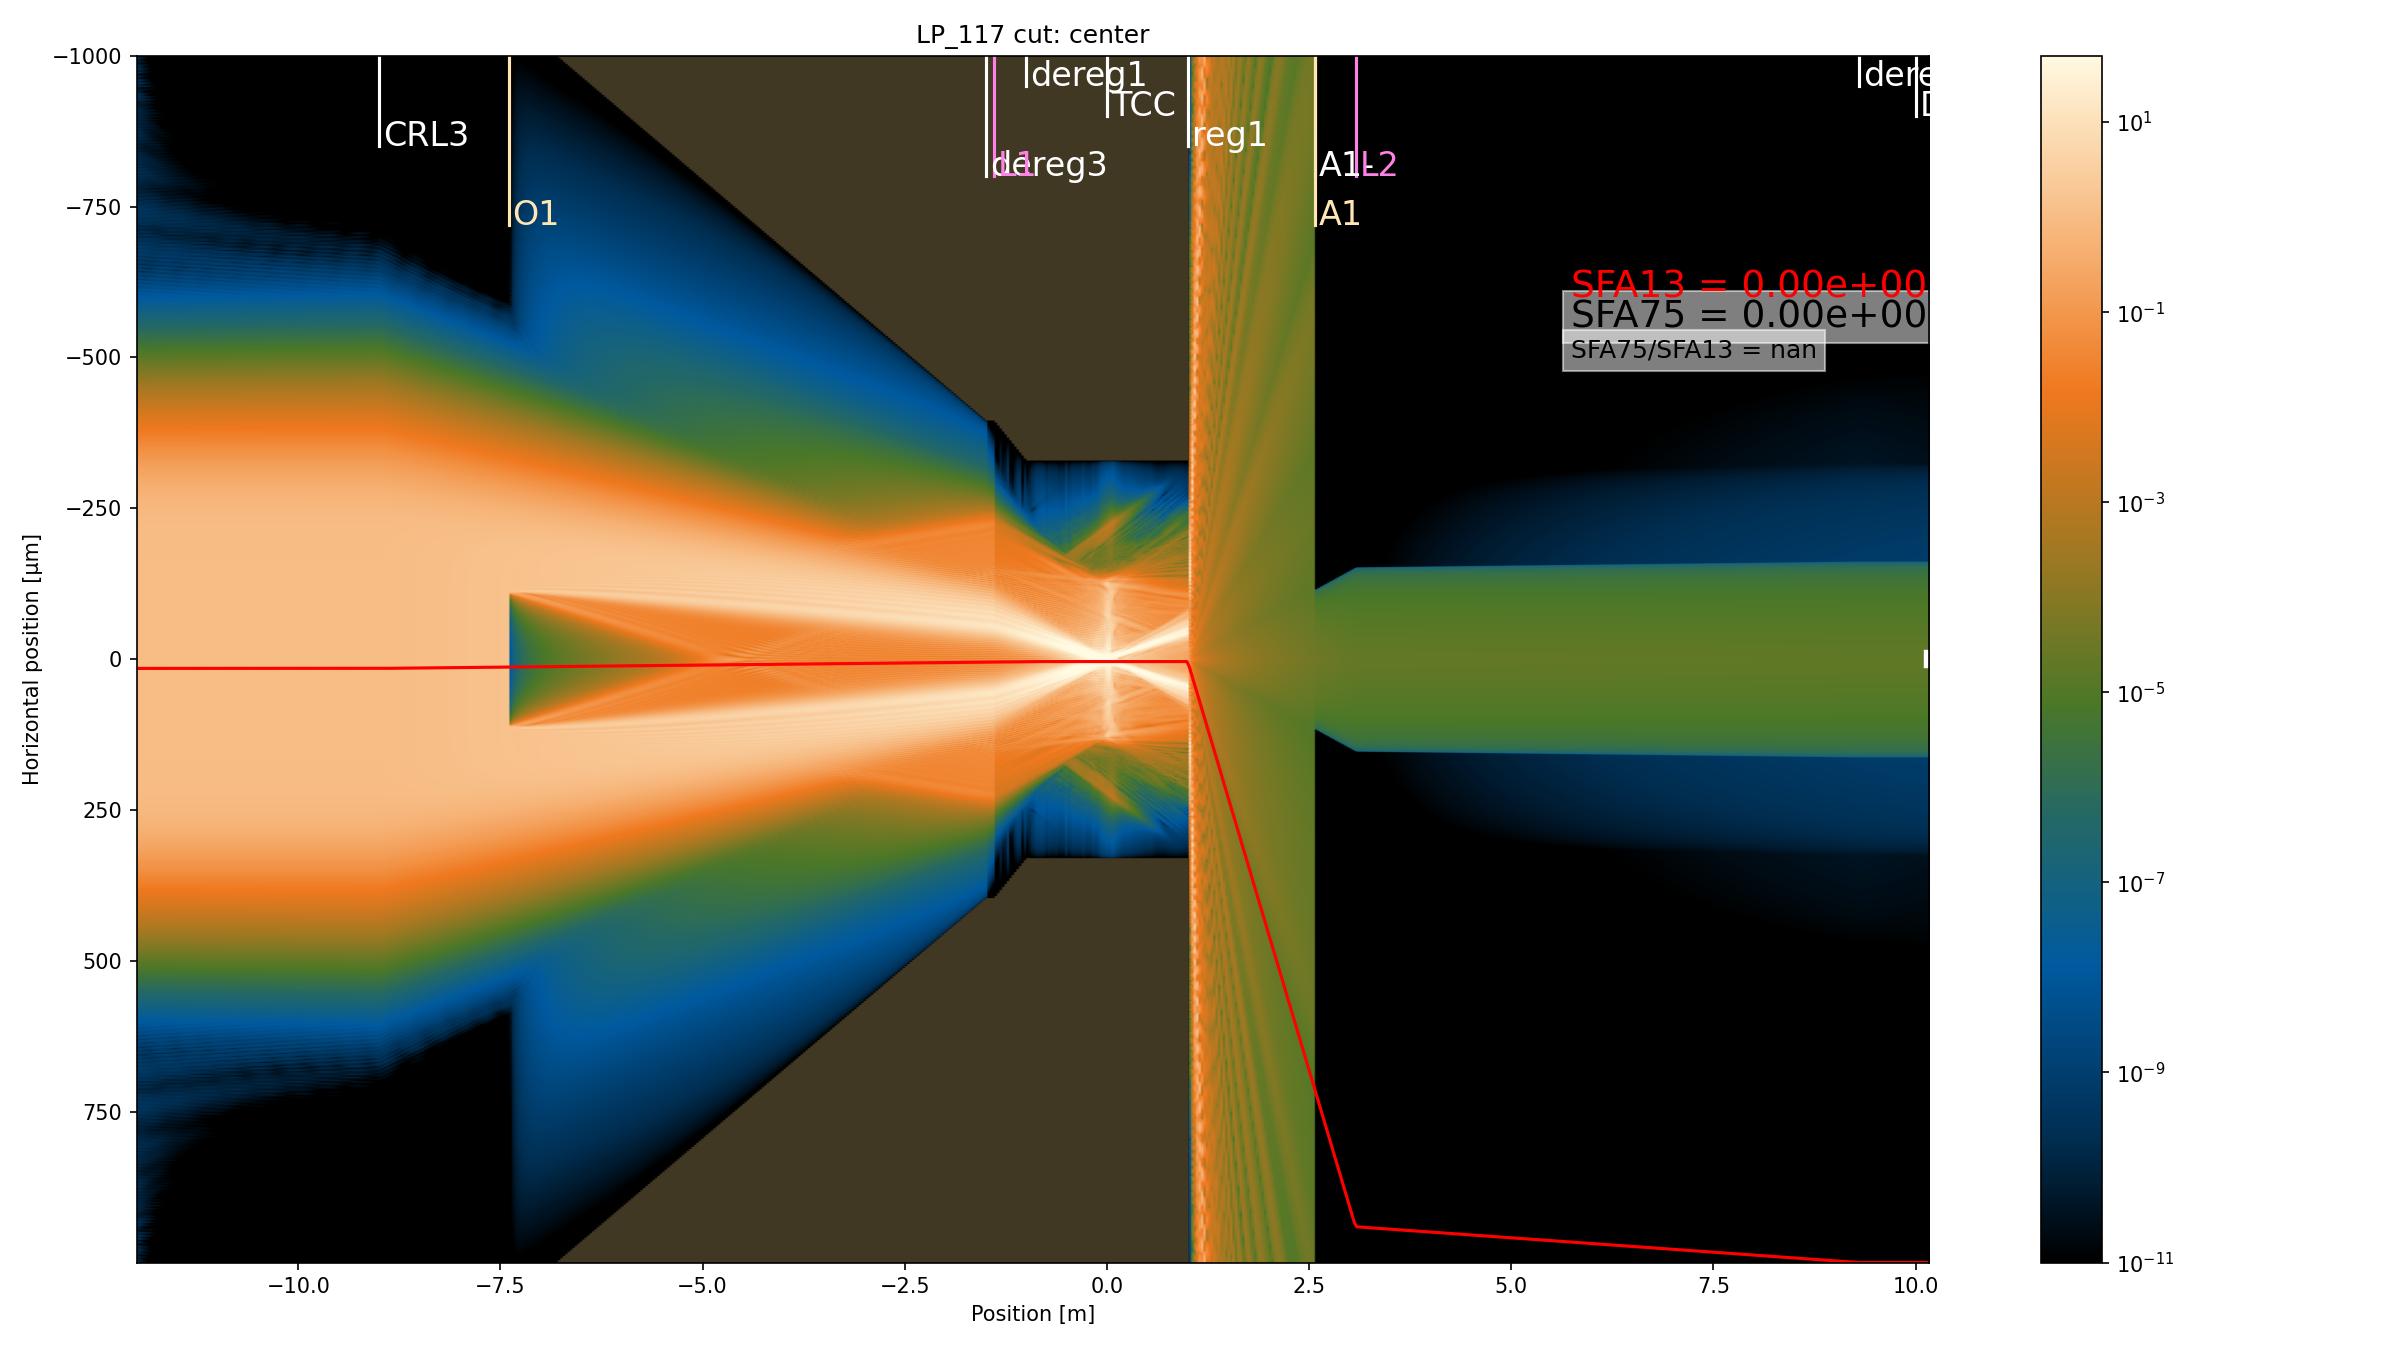 LP_117 cut: center
−1000
−750
−500
−250
0
250
500
750
Horizontal position [μm]
−10.0
−7.5
−5.0
−2.5
0.0
2.5
5.0
7.5
10.0
Position [m]
CRL3
O1
L1
dereg3
dereg1
TCC
reg1
A1-
A1
L2
dere
D
SFA13 = 0.00e+00
SFA75 = 0.00e+00
SFA75/SFA13 = nan
10¹
10⁻¹
10⁻³
10⁻⁵
10⁻⁷
10⁻⁹
10⁻¹¹